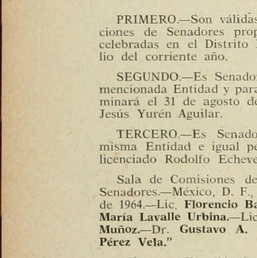 PRIMERO.—Son válidas
ciones de Senadores prop
celebradas en el Distrito
lio del corriente año.
SEGUNDO.—Es Senado
mencionada Entidad y para
minará el 31 de agosto de
Jesús Yurén Aguilar.
TERCERO.—Es Senado
misma Entidad e igual pe
licenciado Rodolfo Echeve
Sala de Comisiones de
Senadores.—México, D. F.,
de 1964.—Lic. Florencio Ba
María Lavalle Urbina.—Lic
Muñoz.—Dr. Gustavo A.
Pérez Vela."